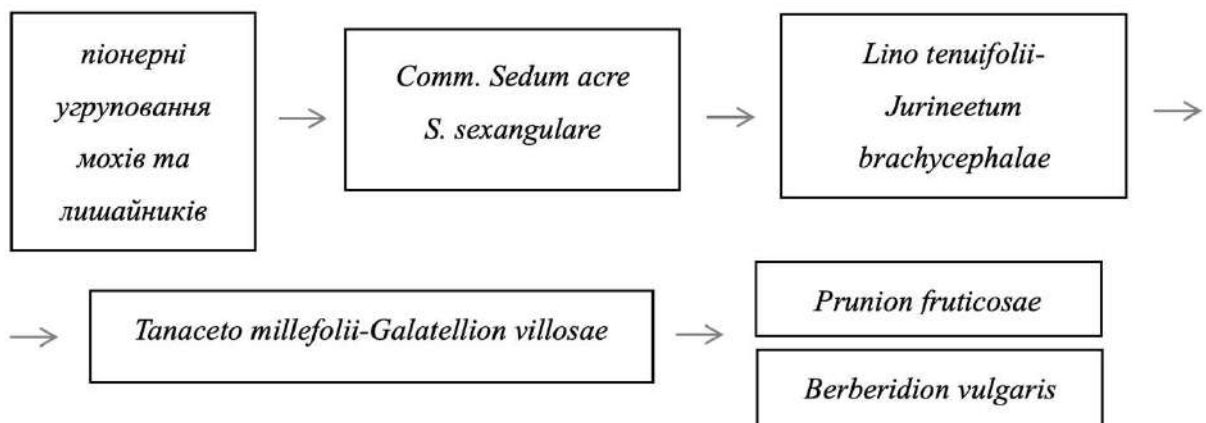 піонерні
угруповання
мохів та
лишайників
Comm. Sedum acre
S. sexangulare
Lino tenuifolii-
Jurineetum
brachycephalae
Tanaceto millefolii-Galatellion villosae
Prunion fruticosae
Berberidion vulgaris